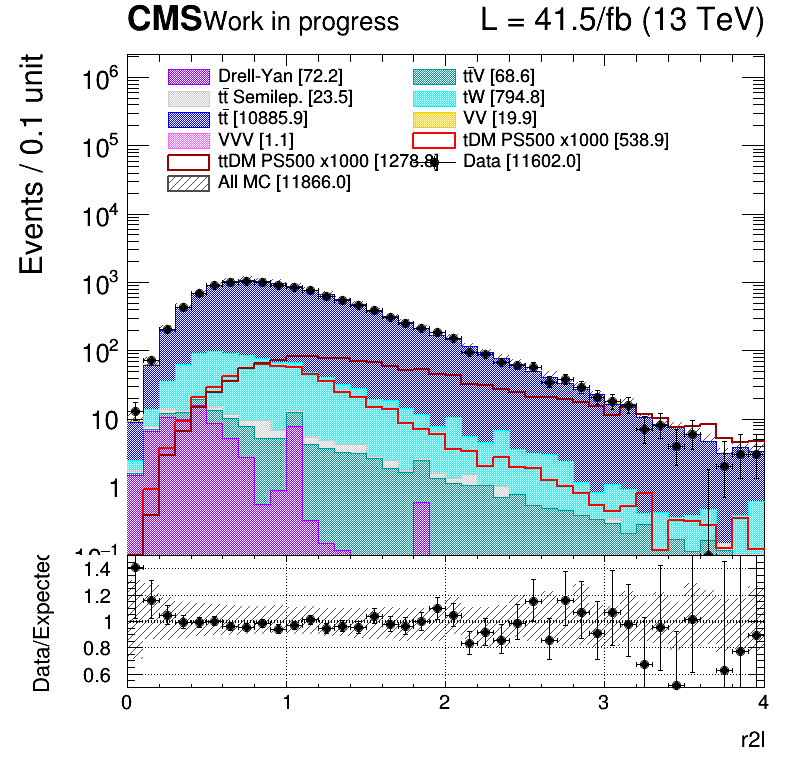 CMS Work in progress L = 41.5/fb (13 TeV)
Events / 0.1 unit
Drell-Yan [72.2] tt̄V [68.6]
tt̄ Semilep. [23.5] tW [794.8]
tt̄ [10885.9] VV [19.9]
VVV [1.1] tDM PS500 x1000 [538.9]
ttDM PS500 x1000 [1278.8] Data [11602.0]
All MC [11866.0]
10⁶
10⁵
10⁴
10³
10²
10
1
10⁻¹
Data/Expected
1.4
1.2
1
0.8
0.6
0 1 2 3 4
r2l